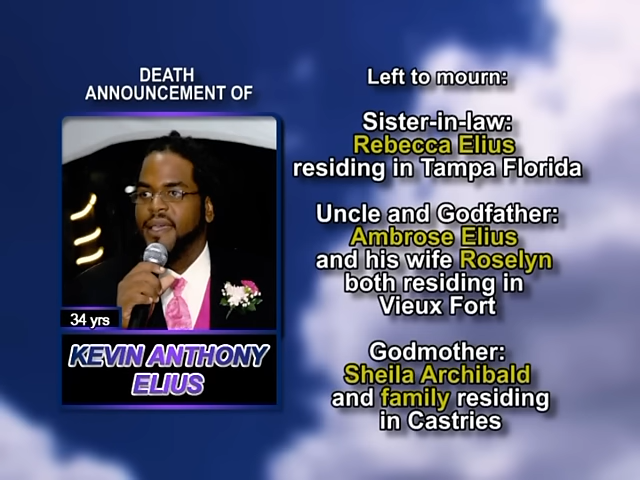 DEATH
ANNOUNCEMENT OF
34 yrs
KEVIN ANTHONY
ELIUS
Left to mourn:
Sister-in-law:
Rebecca Elius
residing in Tampa Florida
Uncle and Godfather:
Ambrose Elius
and his wife Roselyn
both residing in
Vieux Fort
Godmother:
Sheila Archibald
and family residing
in Castries